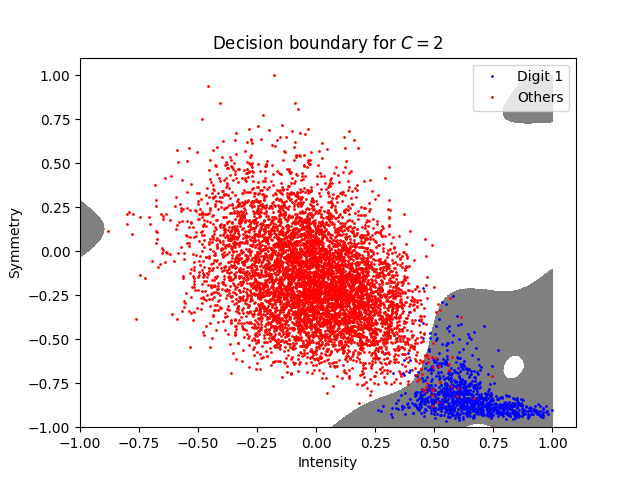 Decision boundary for C = 2
Digit 1
Others
Symmetry
1.00
0.75
0.50
0.25
0.00
−0.25
−0.50
−0.75
−1.00
−1.00 −0.75 −0.50 −0.25 0.00 0.25 0.50 0.75 1.00
Intensity